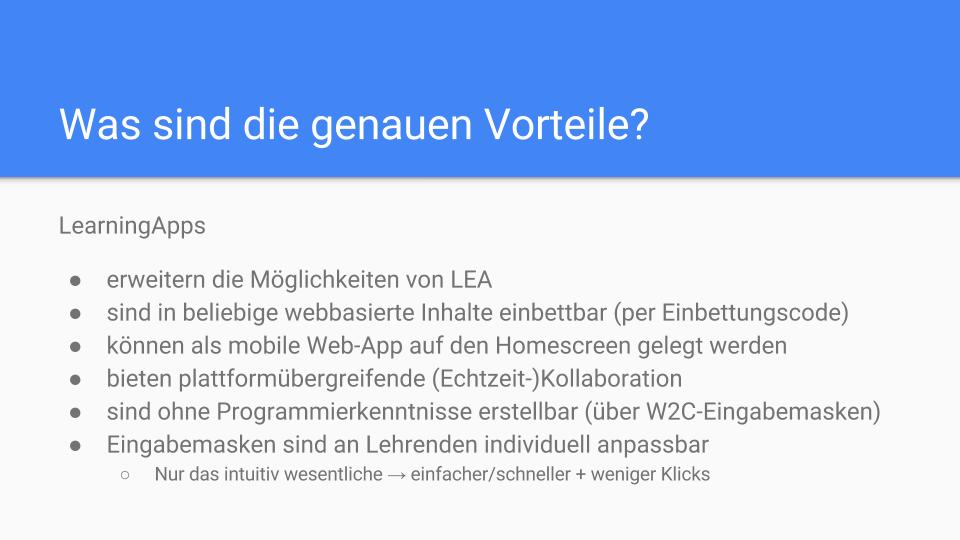 Was sind die genauen Vorteile?
LearningApps
● erweitern die Möglichkeiten von LEA
● sind in beliebige webbasierte Inhalte einbettbar (per Einbettungscode)
● können als mobile Web-App auf den Homescreen gelegt werden
● bieten plattformübergreifende (Echtzeit-)Kollaboration
● sind ohne Programmierkenntnisse erstellbar (über W2C-Eingabemasken)
● Eingabemasken sind an Lehrenden individuell anpassbar
○ Nur das intuitiv wesentliche → einfacher/schneller + weniger Klicks